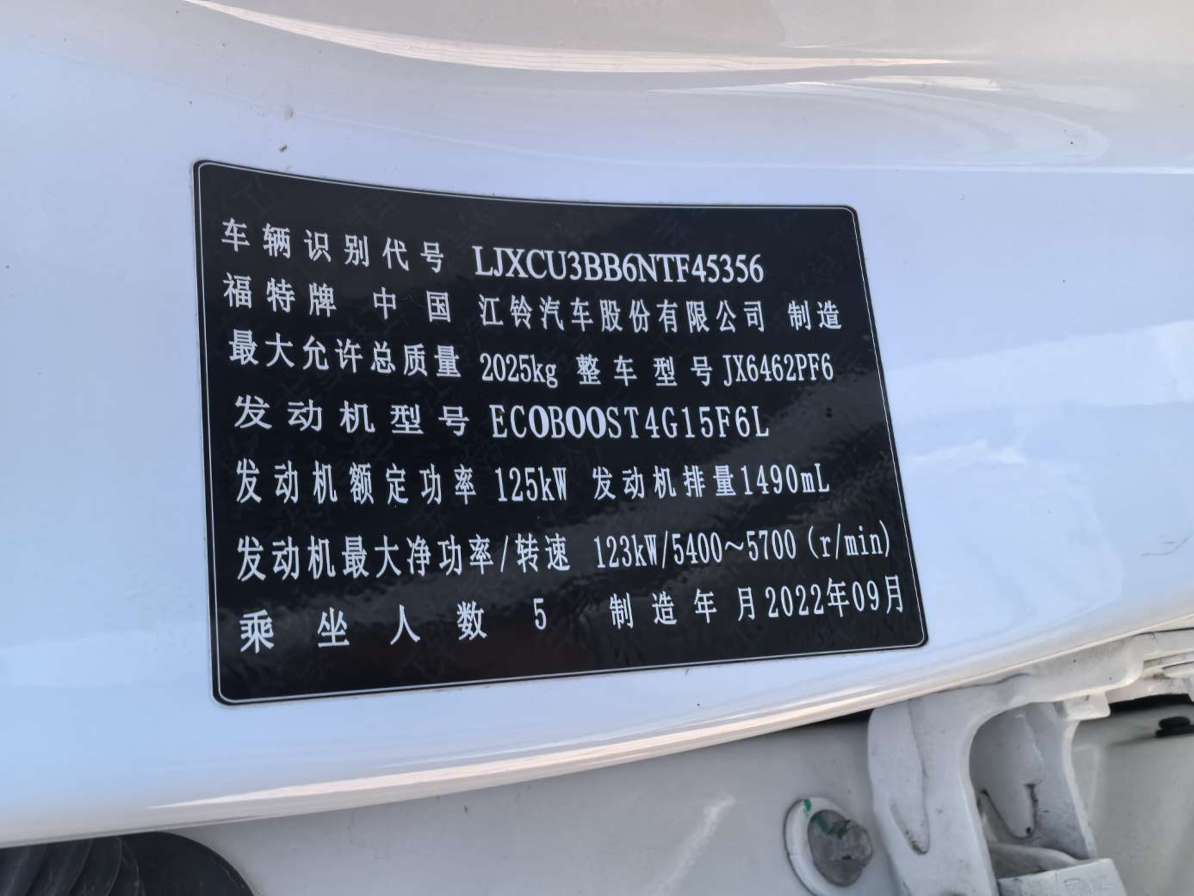 车辆识别代号 LJXCU3BB6NTF45356
福特牌 中国 江铃汽车股份有限公司 制造
最大允许总质量 2025kg 整车型号 JX6462PF6
发动机型号 ECOBOOST4G15F6L
发动机额定功率 125kW 发动机排量1490mL
发动机最大净功率/转速 123kW/5400~5700(r/min)
乘坐人数 5 制造年月2022年09月